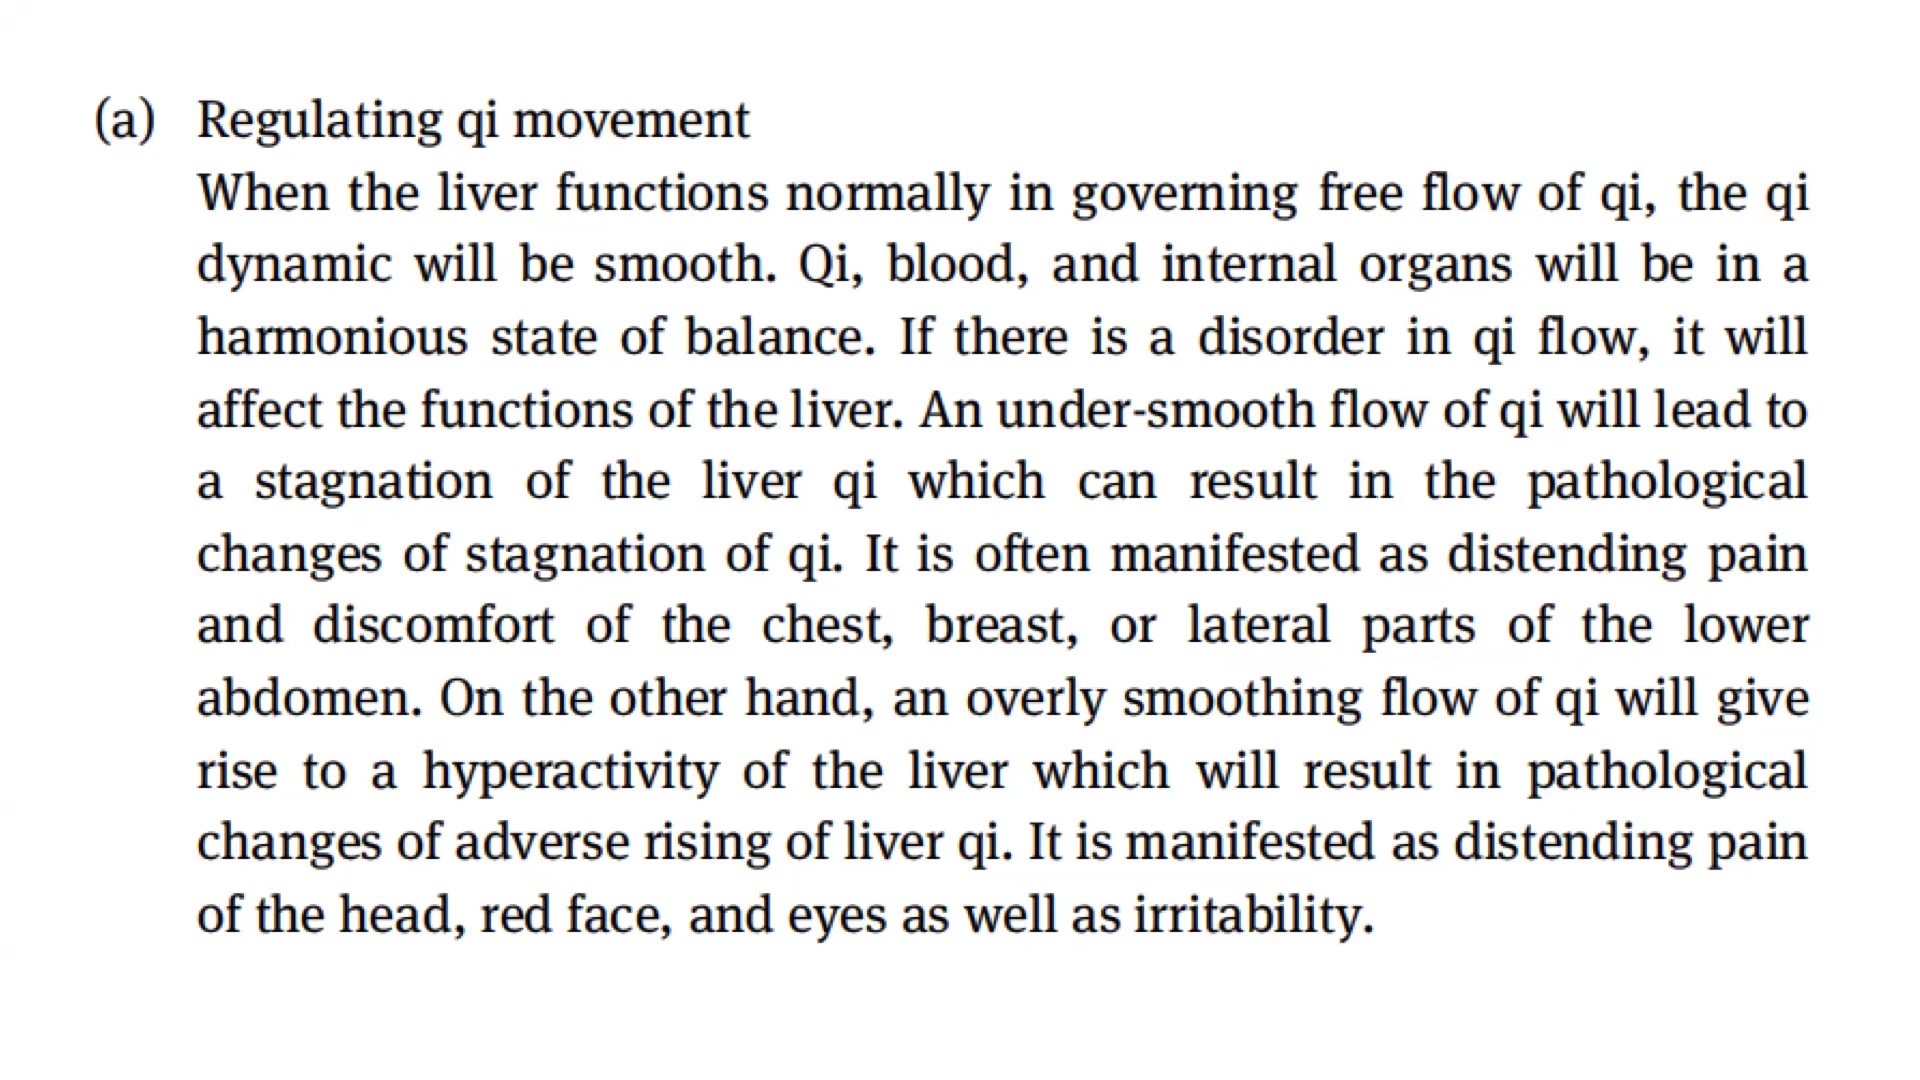 (a) Regulating qi movement
When the liver functions normally in governing free flow of qi, the qi
dynamic will be smooth. Qi, blood, and internal organs will be in a
harmonious state of balance. If there is a disorder in qi flow, it will
affect the functions of the liver. An under-smooth flow of qi will lead to
a stagnation of the liver qi which can result in the pathological
changes of stagnation of qi. It is often manifested as distending pain
and discomfort of the chest, breast, or lateral parts of the lower
abdomen. On the other hand, an overly smoothing flow of qi will give
rise to a hyperactivity of the liver which will result in pathological
changes of adverse rising of liver qi. It is manifested as distending pain
of the head, red face, and eyes as well as irritability.